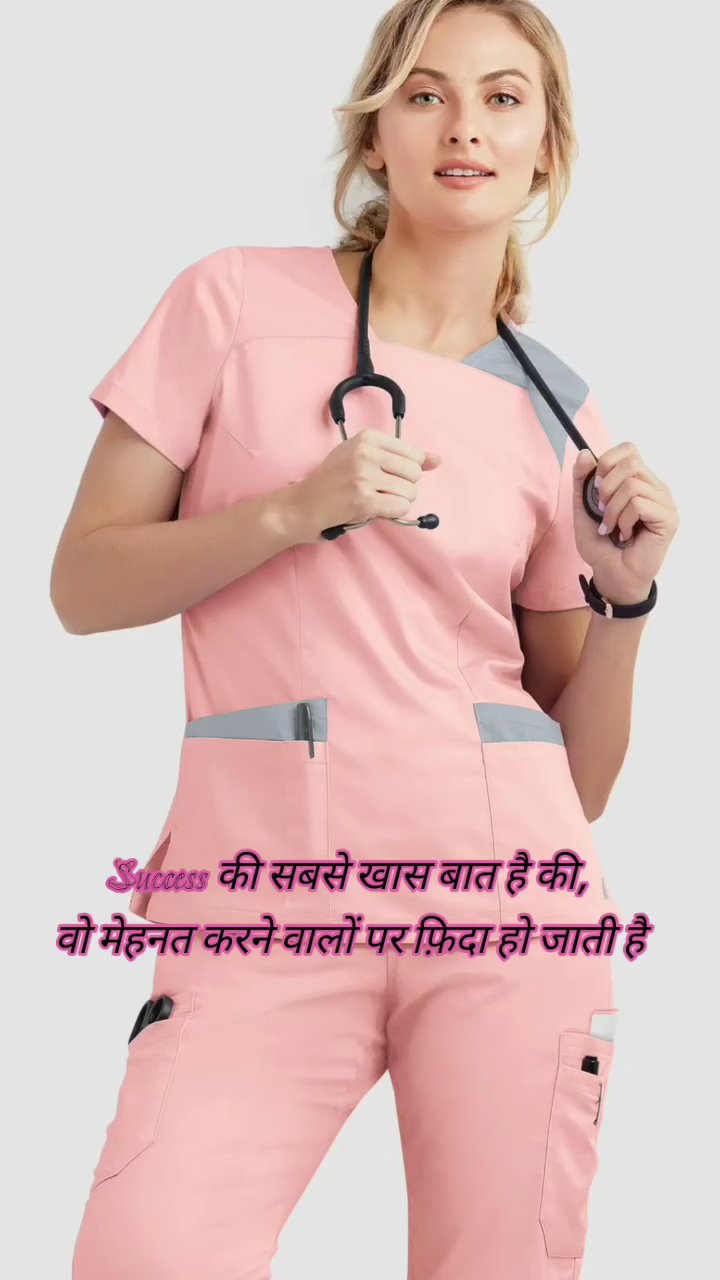 Success की सबसे खास बात है की,
वो मेहनत करने वालों पर फ़िदा हो जाती है